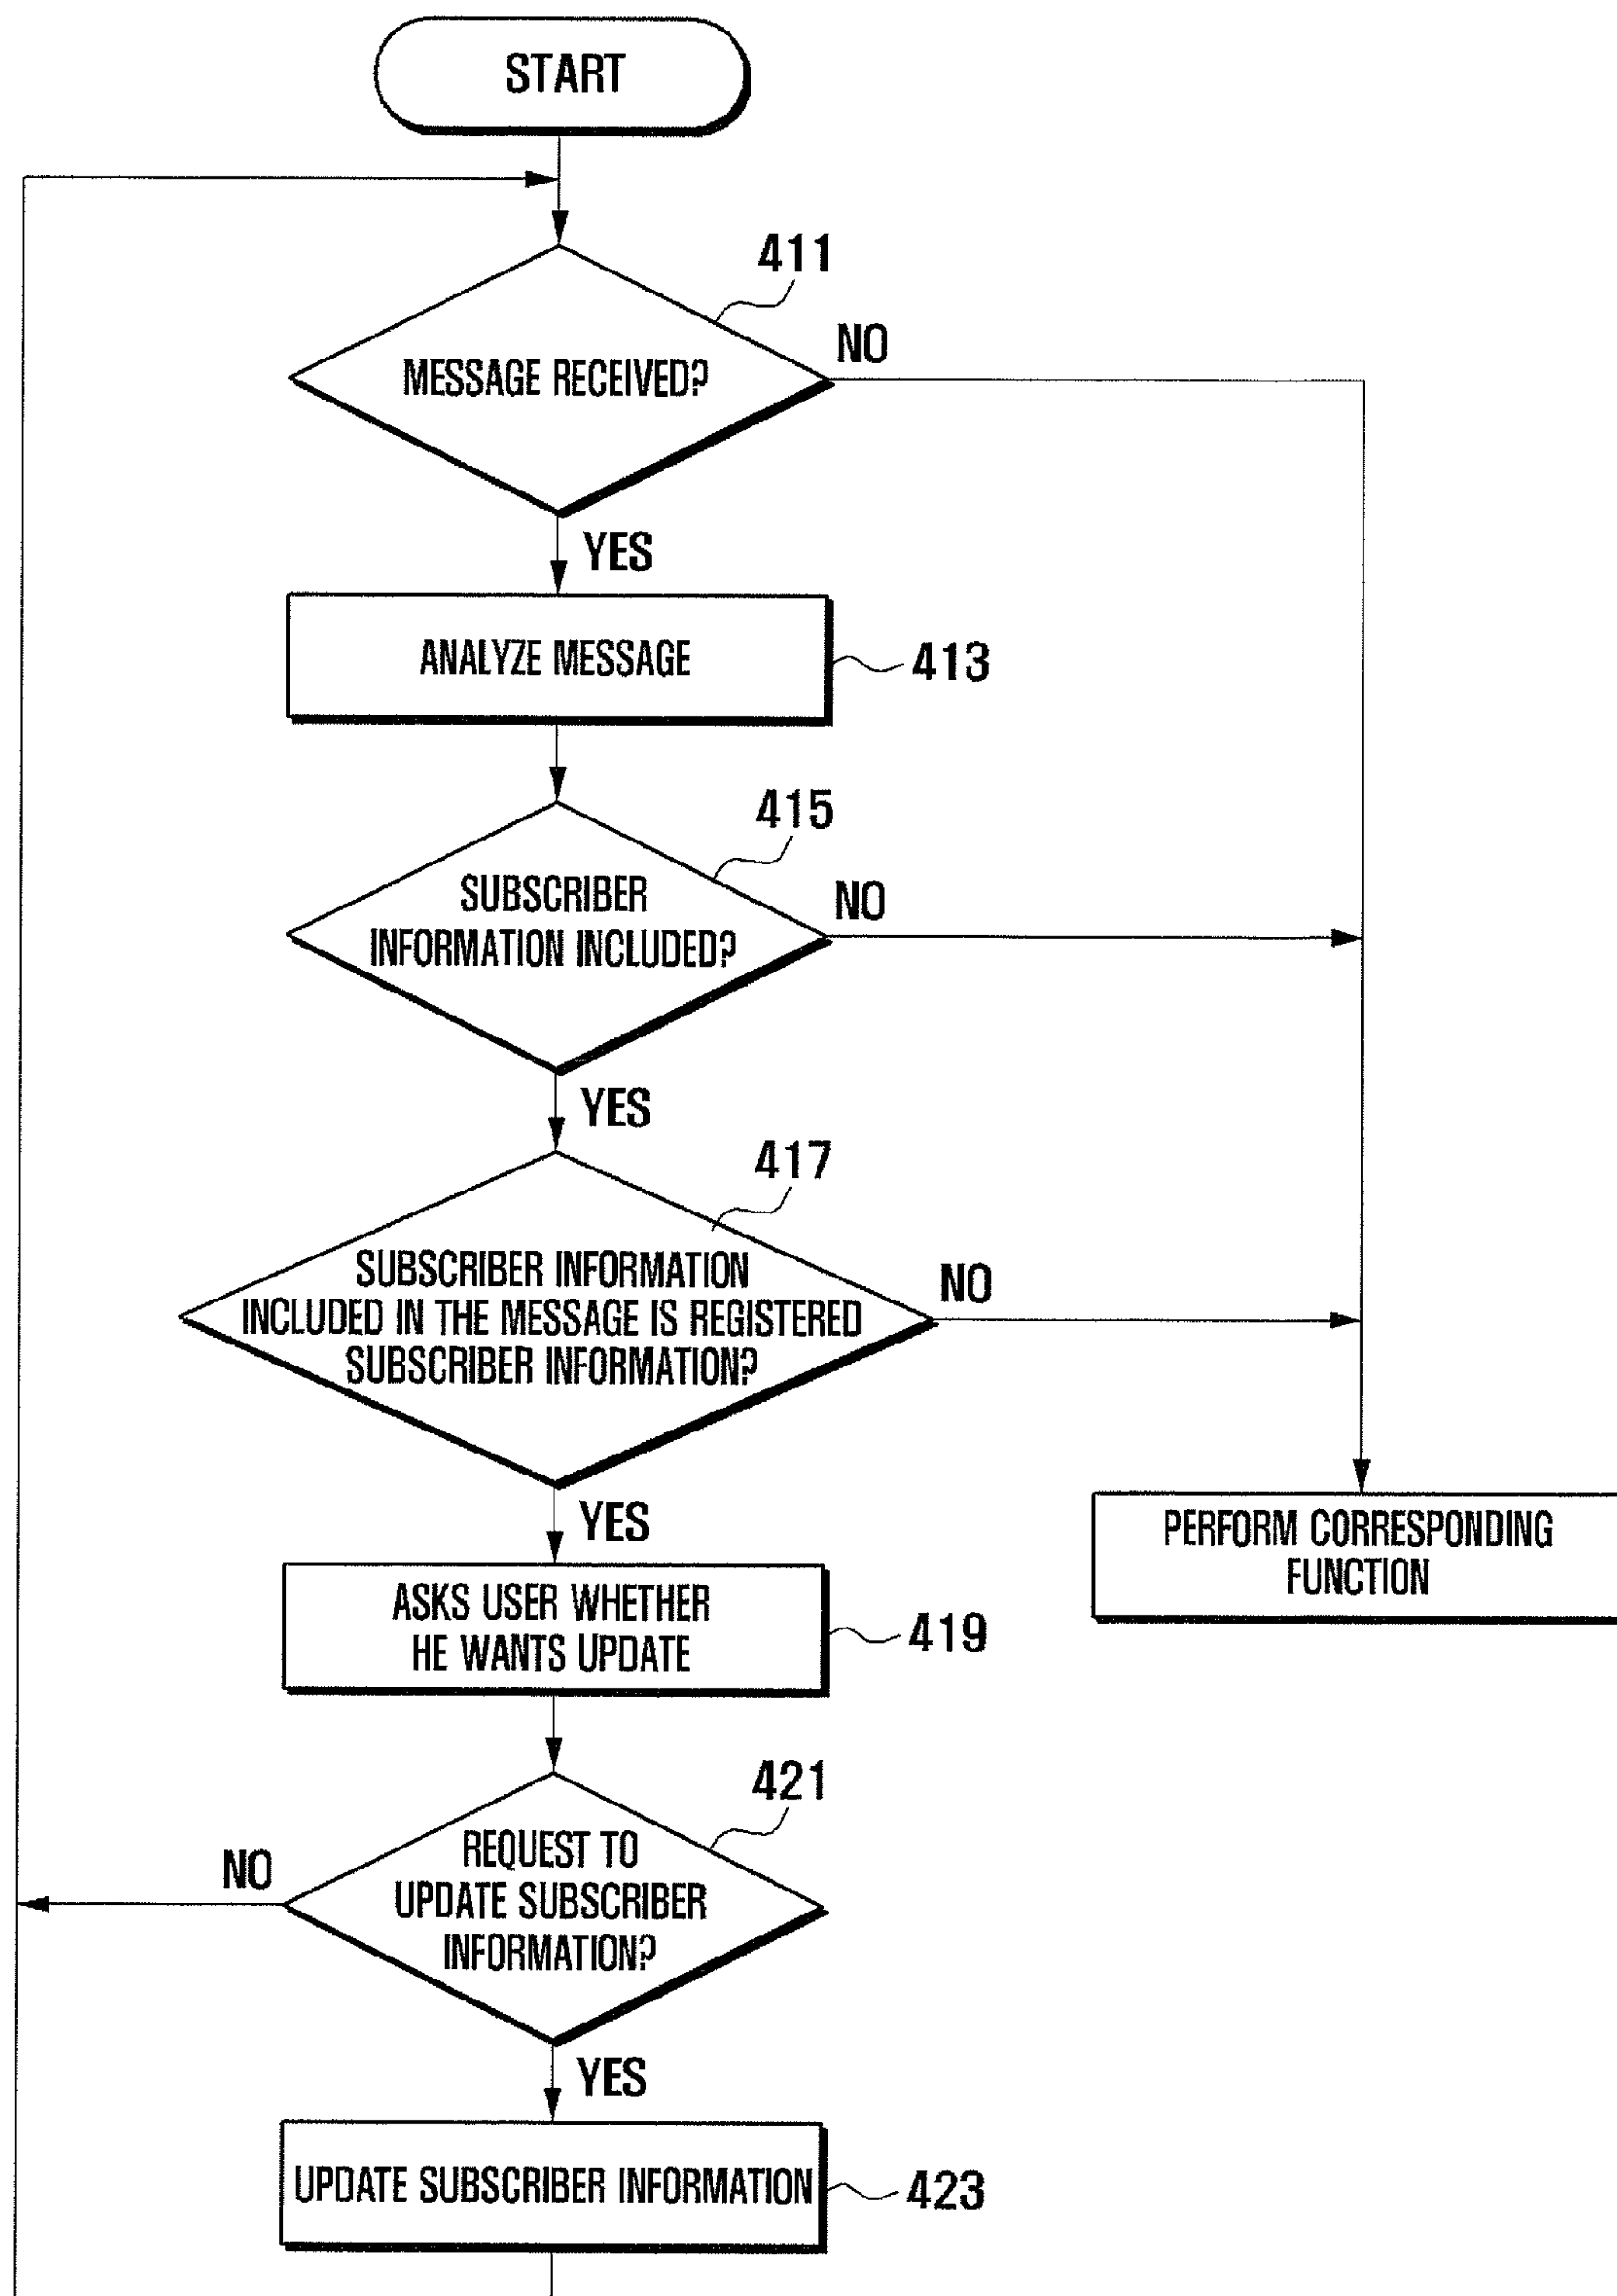 START
411
MESSAGE RECEIVED?
NO
YES
ANALYZE MESSAGE
413
415
SUBSCRIBER
INFORMATION INCLUDED?
NO
YES
417
SUBSCRIBER INFORMATION
INCLUDED IN THE MESSAGE IS REGISTERED
SUBSCRIBER INFORMATION?
NO
YES
PERFORM CORRESPONDING
FUNCTION
ASKS USER WHETHER
HE WANTS UPDATE
419
421
REQUEST TO
UPDATE SUBSCRIBER
INFORMATION?
NO
YES
UPDATE SUBSCRIBER INFORMATION
423